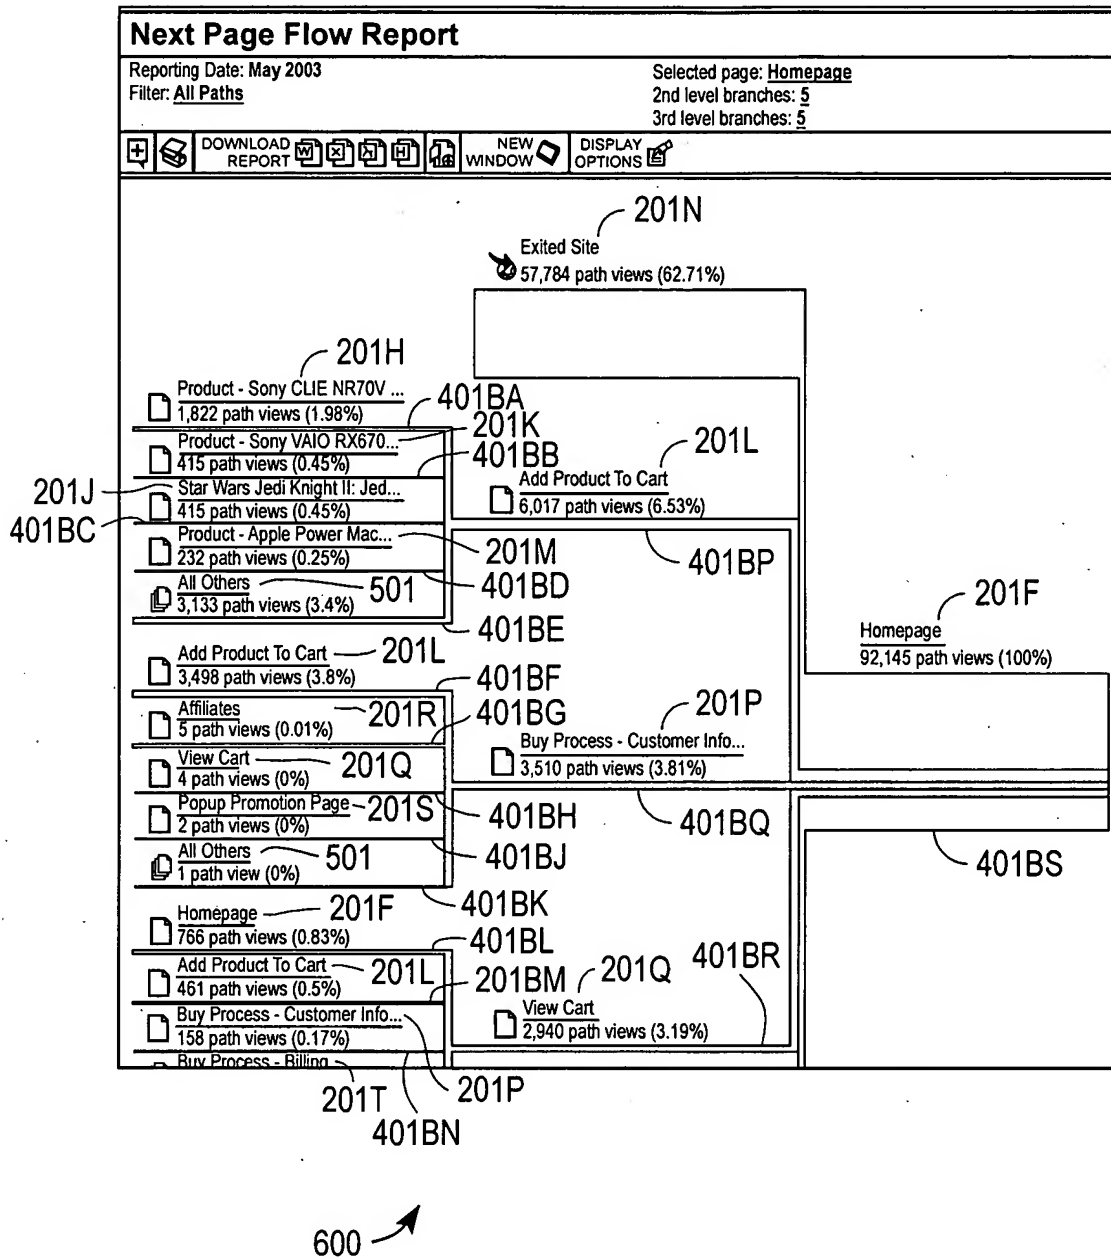 Next Page Flow Report
Reporting Date: May 2003
Filter: All Paths
Selected page: Homepage
2nd level branches: 5
3rd level branches: 5
DOWNLOAD REPORT
NEW WINDOW
DISPLAY OPTIONS
201N
Exited Site
57,784 path views (62.71%)
201H
Product - Sony CLIE NR70V ...
1,822 path views (1.98%)
401BA
Product - Sony VAIO RX670...
201K
415 path views (0.45%)
401BB
201J
Star Wars Jedi Knight II: Jed...
415 path views (0.45%)
401BC
Product - Apple Power Mac...
201M
232 path views (0.25%)
401BD
All Others
501
3,133 path views (3.4%)
401BE
201L
Add Product To Cart
6,017 path views (6.53%)
401BP
201F
Homepage
92,145 path views (100%)
Add Product To Cart
201L
3,498 path views (3.8%)
401BF
Affiliates
201R
5 path views (0.01%)
401BG
View Cart
201Q
4 path views (0%)
401BH
Popup Promotion Page
201S
2 path views (0%)
401BJ
All Others
501
1 path view (0%)
401BK
201P
Buy Process - Customer Info...
3,510 path views (3.81%)
401BQ
401BS
Homepage
201F
766 path views (0.83%)
401BL
Add Product To Cart
201L
461 path views (0.5%)
201BM
Buy Process - Customer Info...
158 path views (0.17%)
Buy Process - Billing
201T
201P
401BN
201Q
401BR
View Cart
2,940 path views (3.19%)
600